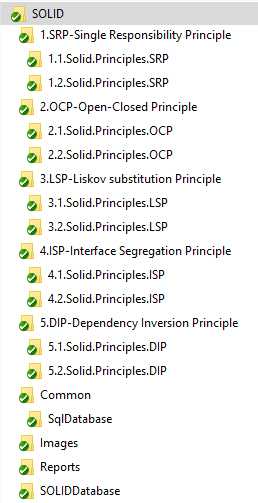 SOLID
1.SRP-Single Responsibility Principle
1.1.Solid.Principles.SRP
1.2.Solid.Principles.SRP
2.OCP-Open-Closed Principle
2.1.Solid.Principles.OCP
2.2.Solid.Principles.OCP
3.LSP-Liskov substitution Principle
3.1.Solid.Principles.LSP
3.2.Solid.Principles.LSP
4.ISP-Interface Segregation Principle
4.1.Solid.Principles.ISP
4.2.Solid.Principles.ISP
5.DIP-Dependency Inversion Principle
5.1.Solid.Principles.DIP
5.2.Solid.Principles.DIP
Common
SqlDatabase
Images
Reports
SOLIDDatabase